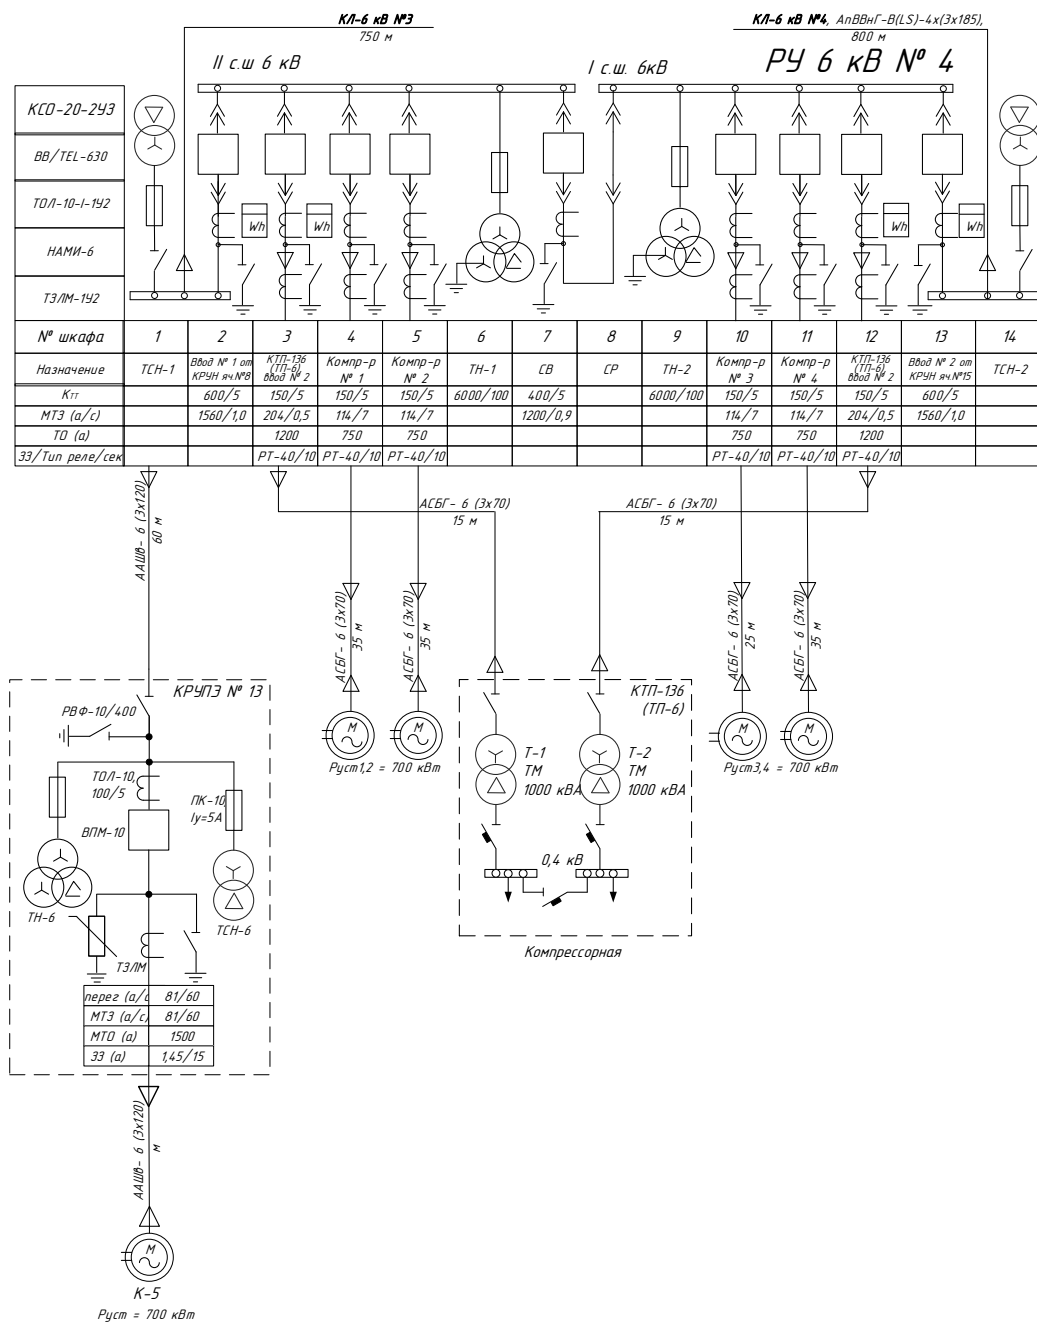 КЛ-6 кВ №3
750 м
КЛ-6 кВ №4, АпВВнГ-В(LS)-4х(3х185),
800 м
II с.ш 6 кВ
I с.ш. 6кВ
РУ 6 кВ № 4
КСО-20-2УЗ
ВВ/TEL-630
ТОЛ-10-I-1У2
НАМИ-6
ТЗЛМ-1У2
Wh
Wh
Wh
Wh
№ шкафа 1 2 3 4 5 6 7 8 9 10 11 12 13 14
Назначение
ТСН-1
Ввод № 1 от
КРУН яч.№8
КТП-136
(ТП-6)
ввод № 2
Компр-р
№ 1
Компр-р
№ 2
ТН-1
СВ
СР
ТН-2
Компр-р
№ 3
Компр-р
№ 4
КТП-136
(ТП-6)
ввод № 2
Ввод № 2 от
КРУН яч.№15
ТСН-2
Ктт 600/5 150/5 150/5 150/5 6000/100 400/5 6000/100 150/5 150/5 150/5 600/5
МТЗ (а/с) 1560/1,0 204/0,5 114/7 114/7 1200/0,9 114/7 114/7 204/0,5 1560/1,0
ТО (а) 1200 750 750 750 750 1200
ЗЗ/Тип реле/сек РТ-40/10 РТ-40/10 РТ-40/10 РТ-40/10 РТ-40/10 РТ-40/10
ААШв- 6 (3х120)
60 м
АСБГ- 6 (3х70)
15 м
АСБГ- 6 (3х70)
15 м
АСБГ- 6 (3х70)
35 м
АСБГ- 6 (3х70)
35 м
АСБГ- 6 (3х70)
25 м
АСБГ- 6 (3х70)
35 м
КРУПЭ № 13
РВФ-10/400
ТОЛ-10,
100/5
ВПМ-10
ПК-10,
Iу=5А
ТН-6
ТСН-6
ТЗЛМ
перег (а/с 81/60
МТЗ (а/с) 81/60
МТО (а) 1500
ЗЗ (а) 1,45/15
М
М
Руст1,2 = 700 кВт
КТП-136
(ТП-6)
Т-1
ТМ
1000 кВА
Т-2
ТМ
1000 кВА
0,4 кВ
Компрессорная
М
М
Руст3,4 = 700 кВт
ААШв- 6 (3х120)
м
М
К-5
Руст = 700 кВт